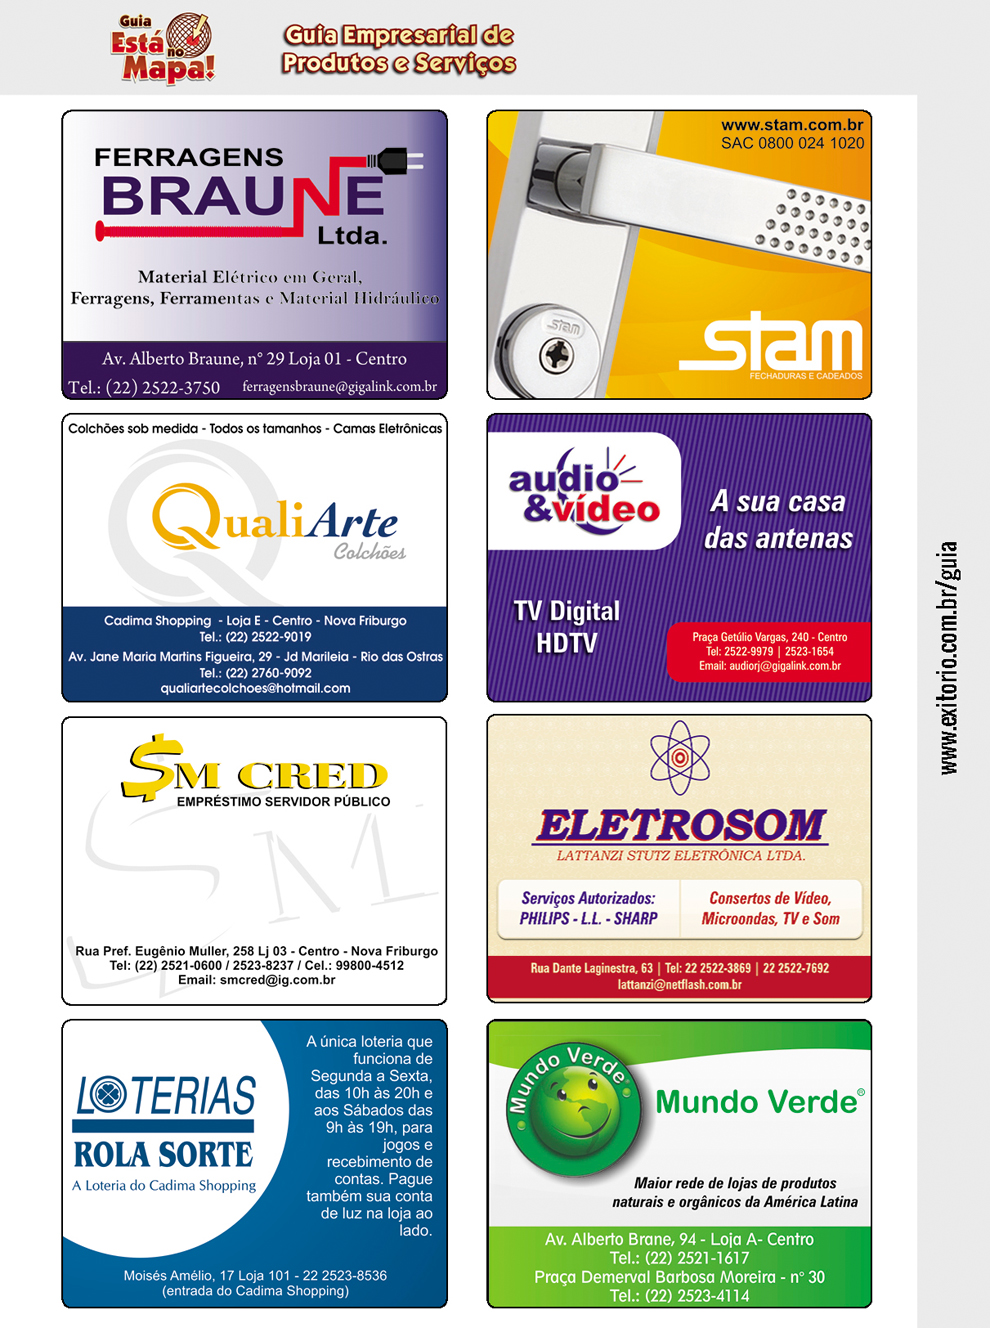 Guia
Está
no
Mapa!
Guia Empresarial de
Produtos e Serviços
FERRAGENS
BRAUNE
Ltda.
Material Elétrico em Geral,
Ferragens, Ferramentas e Material Hidráulico
Av. Alberto Braune, n° 29 Loja 01 - Centro
Tel.: (22) 2522-3750 ferragensbraune@gigalink.com.br
www.stam.com.br
SAC 0800 024 1020
stam
stam
FECHADURAS E CADEADOS
Colchões sob medida - Todos os tamanhos - Camas Eletrônicas
QualiArte
Colchões
Cadima Shopping - Loja E - Centro - Nova Friburgo
Tel.: (22) 2522-9019
Av. Jane Maria Martins Figueira, 29 - Jd Marileia - Rio das Ostras
Tel.: (22) 2760-9092
qualiartecolchoes@hotmail.com
audio
&vídeo
A sua casa
das antenas
TV Digital
HDTV
Praça Getúlio Vargas, 240 - Centro
Tel: 2522-9979 | 2523-1654
Email: audiorj@gigalink.com.br
$M CRED
EMPRÉSTIMO SERVIDOR PÚBLICO
Rua Pref. Eugênio Muller, 258 Lj 03 - Centro - Nova Friburgo
Tel: (22) 2521-0600 / 2523-8237 / Cel.: 99800-4512
Email: smcred@ig.com.br
ELETROSOM
LATTANZI STUTZ ELETRÔNICA LTDA.
Serviços Autorizados:
PHILIPS - L.L. - SHARP
Consertos de Vídeo,
Microondas, TV e Som
Rua Dante Laginestra, 63 | Tel: 22 2522-3869 | 22 2522-7692
lattanzi@netflash.com.br
LOTERIAS
ROLA SORTE
A Loteria do Cadima Shopping
A única loteria que
funciona de
Segunda a Sexta,
das 10h às 20h e
aos Sábados das
9h às 19h, para
jogos e
recebimento de
contas. Pague
também sua conta
de luz na loja ao
lado.
Moisés Amélio, 17 Loja 101 - 22 2523-8536
(entrada do Cadima Shopping)
Mundo Verde
Mundo Verde®
Maior rede de lojas de produtos
naturais e orgânicos da América Latina
Av. Alberto Brane, 94 - Loja A- Centro
Tel.: (22) 2521-1617
Praça Demerval Barbosa Moreira - n° 30
Tel.: (22) 2523-4114
www.exitorio.com.br/guia